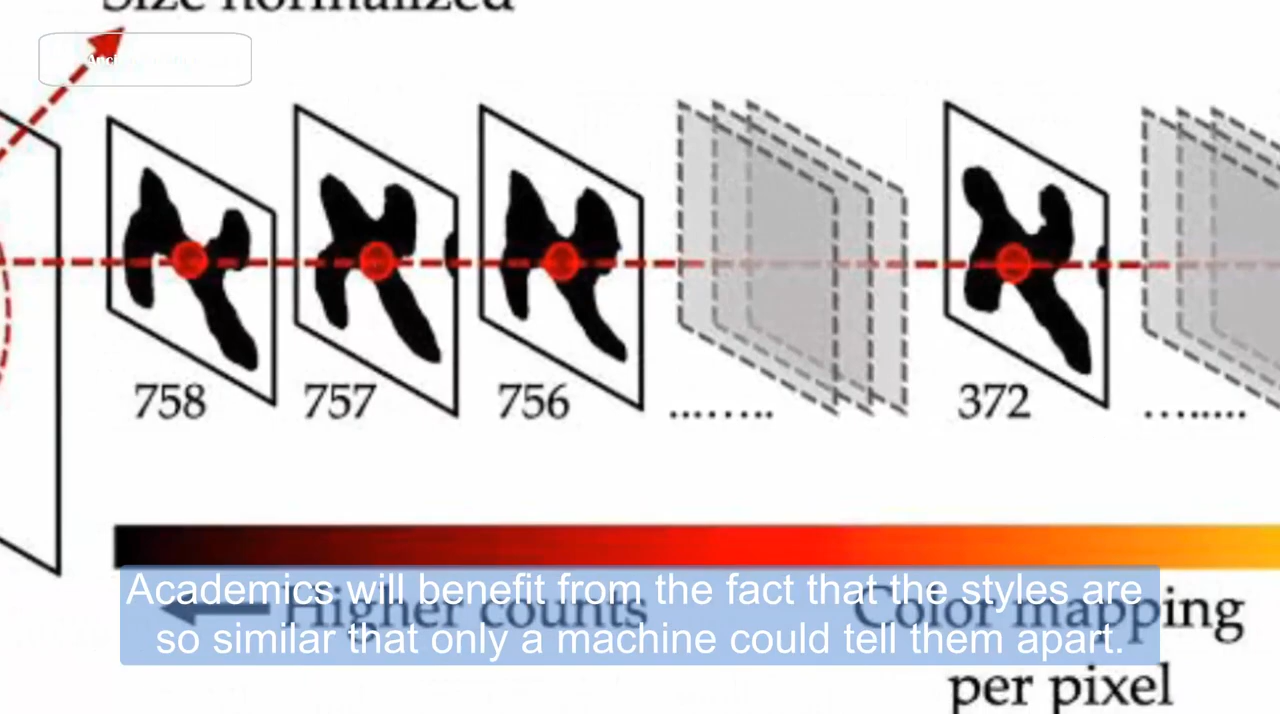 Size normalized
758
757
756
.........
372
.........
Higher counts
Color mapping
per pixel
Academics will benefit from the fact that the styles are
so similar that only a machine could tell them apart.